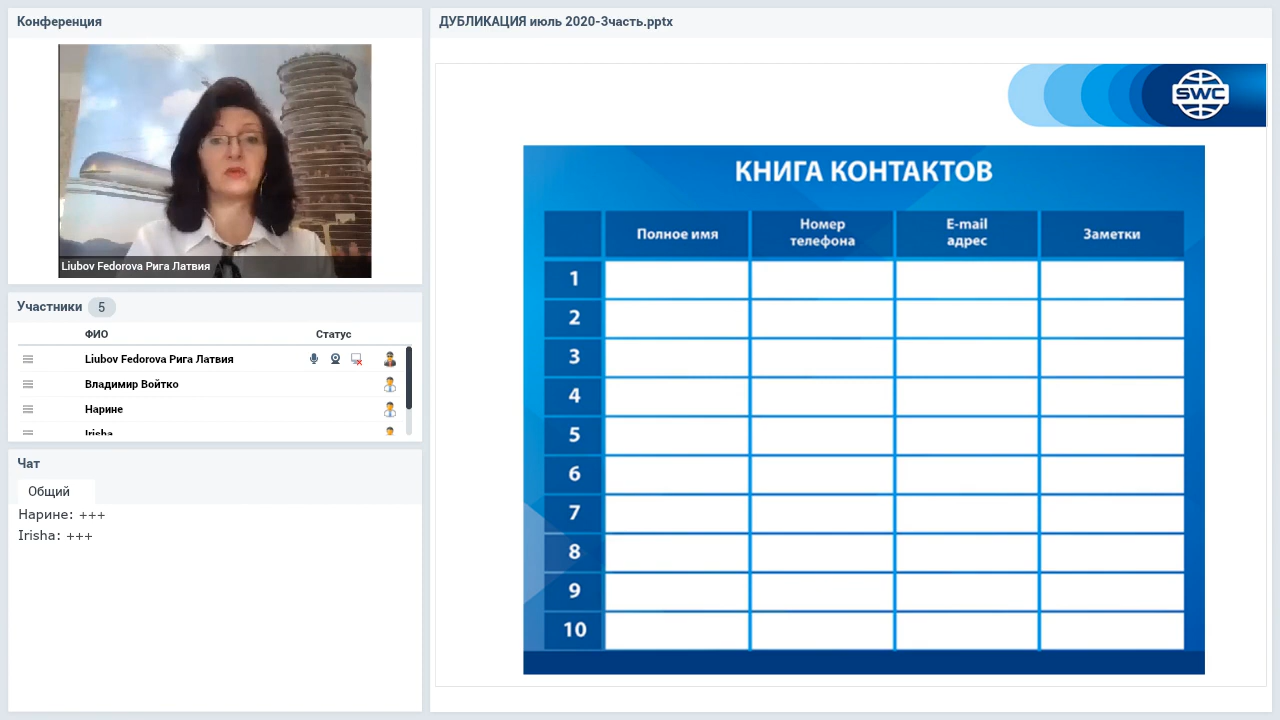 Конференция
Liubov Fedorova Рига Латвия
Участники 5
ФИО Статус
Liubov Fedorova Рига Латвия
Владимир Войтко
Нарине
Irisha
Чат
Общий
Нарине: +++
Irisha: +++
ДУБЛИКАЦИЯ июль 2020-3часть.pptx
SWC
КНИГА КОНТАКТОВ
Полное имя
Номер
телефона
E-mail
адрес
Заметки
1
2
3
4
5
6
7
8
9
10